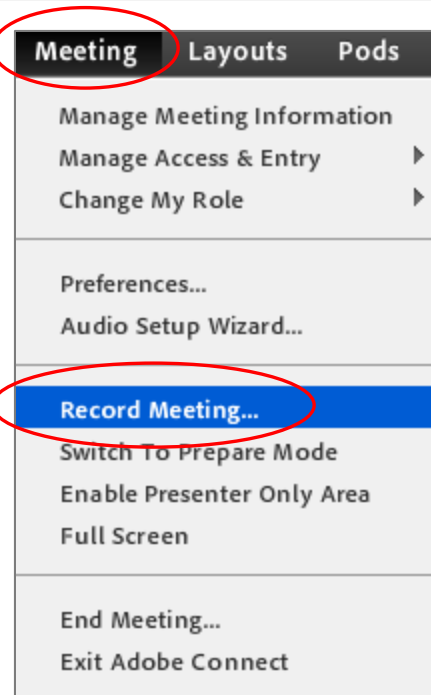 Meeting Layouts Pods
Manage Meeting Information
Manage Access & Entry
Change My Role
Preferences...
Audio Setup Wizard...
Record Meeting...
Switch To Prepare Mode
Enable Presenter Only Area
Full Screen
End Meeting...
Exit Adobe Connect